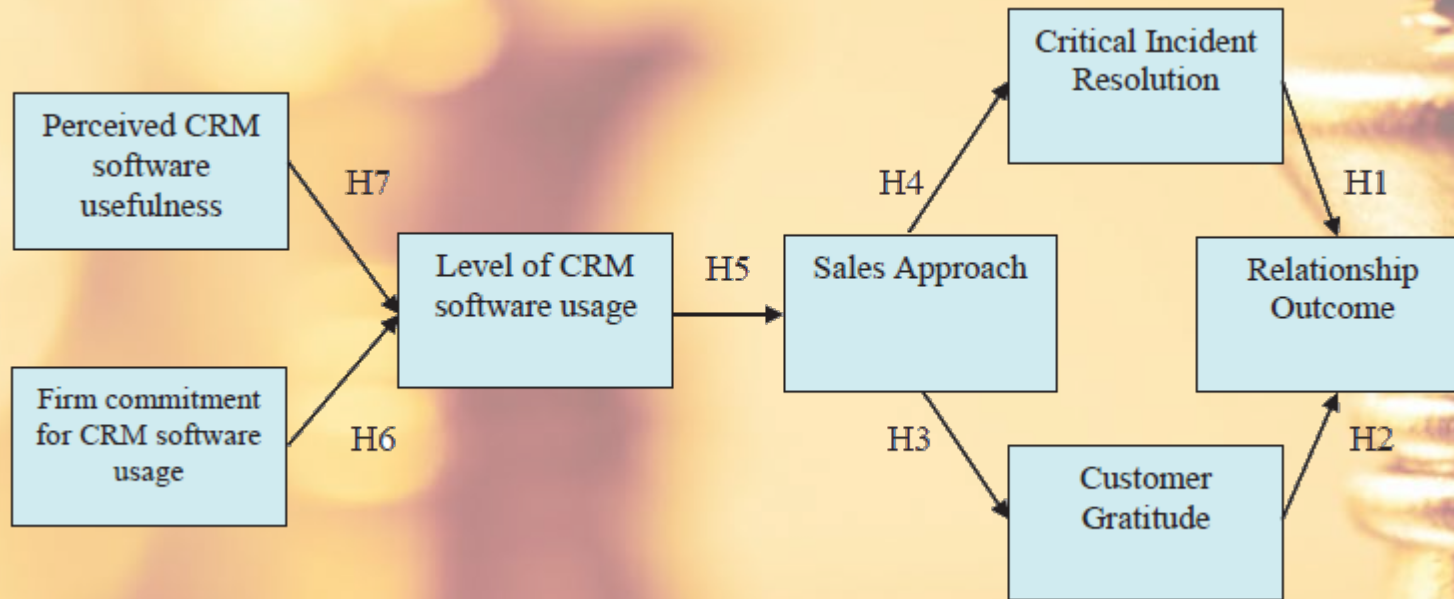 Perceived CRM
software
usefulness
H7
Firm commitment
for CRM software
usage
H6
Level of CRM
software usage
H5
Sales Approach
H4
H3
Critical Incident
Resolution
Customer
Gratitude
H1
H2
Relationship
Outcome